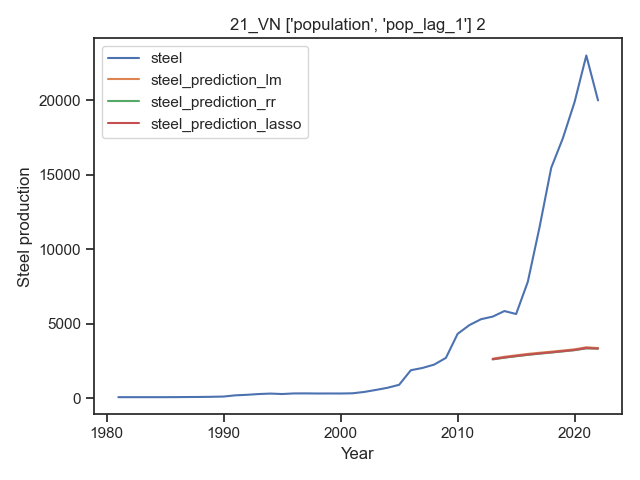 21_VN ['population', 'pop_lag_1'] 2
steel
steel_prediction_lm
steel_prediction_rr
steel_prediction_lasso
Steel production
20000
15000
10000
5000
0
1980
1990
2000
2010
2020
Year